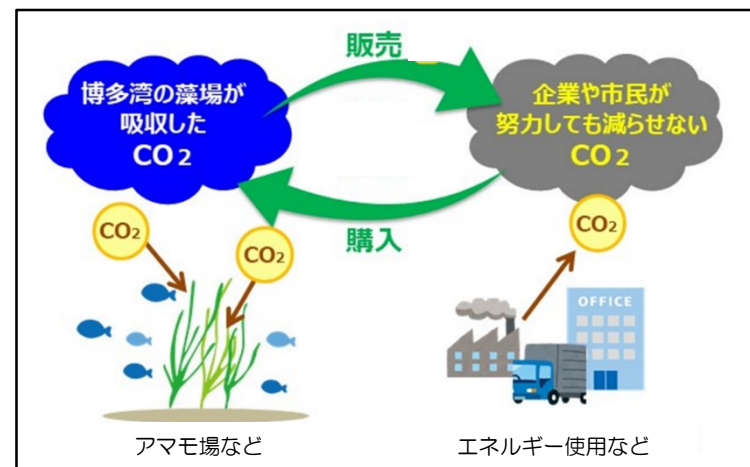 販売
博多湾の藻場が
吸収した
CO２
企業や市民が
努力しても減らせない
CO２
購入
CO₂
CO₂
CO₂
OFFICE
アマモ場など
エネルギー使用など